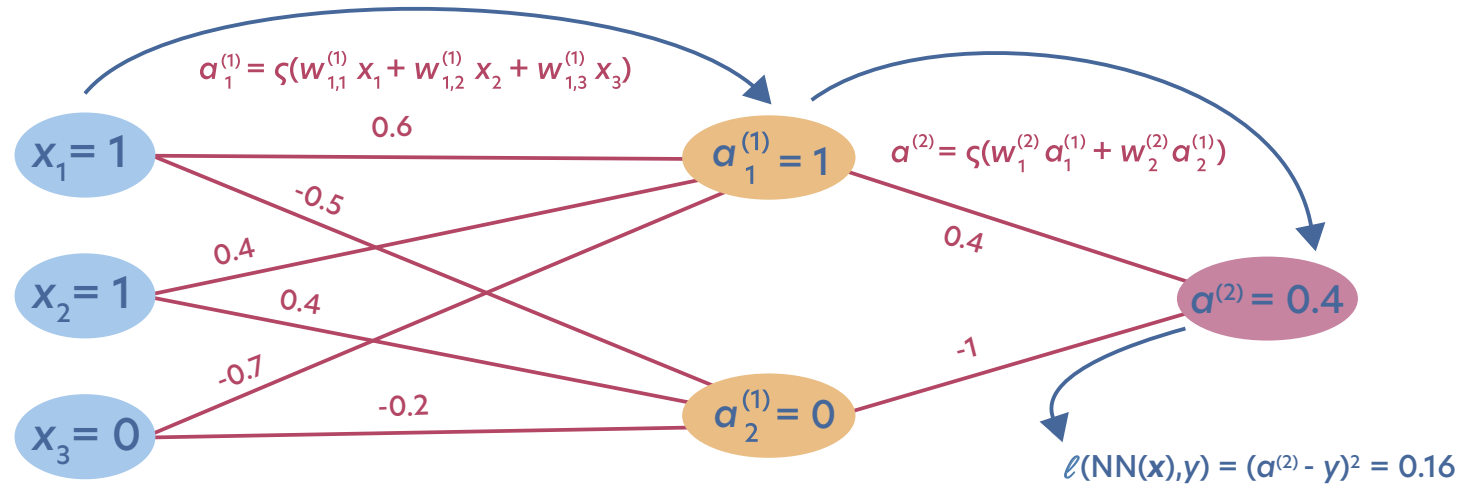 a₁⁽¹⁾ = ς(w₁,₁⁽¹⁾ x₁ + w₁,₂⁽¹⁾ x₂ + w₁,₃⁽¹⁾ x₃)
0.6
x₁ = 1
a₁⁽¹⁾ = 1
a⁽²⁾ = ς(w₁⁽²⁾ a₁⁽¹⁾ + w₂⁽²⁾ a₂⁽¹⁾)
-0.5
0.4
0.4
x₂ = 1
0.4
a⁽²⁾ = 0.4
-0.7
-1
-0.2
x₃ = 0
a₂⁽¹⁾ = 0
ℓ(NN(x),y) = (a⁽²⁾ - y)² = 0.16